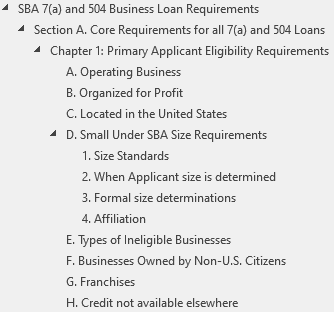 SBA 7(a) and 504 Business Loan Requirements
Section A. Core Requirements for all 7(a) and 504 Loans
Chapter 1: Primary Applicant Eligibility Requirements
A. Operating Business
B. Organized for Profit
C. Located in the United States
D. Small Under SBA Size Requirements
1. Size Standards
2. When Applicant size is determined
3. Formal size determinations
4. Affiliation
E. Types of Ineligible Businesses
F. Businesses Owned by Non-U.S. Citizens
G. Franchises
H. Credit not available elsewhere